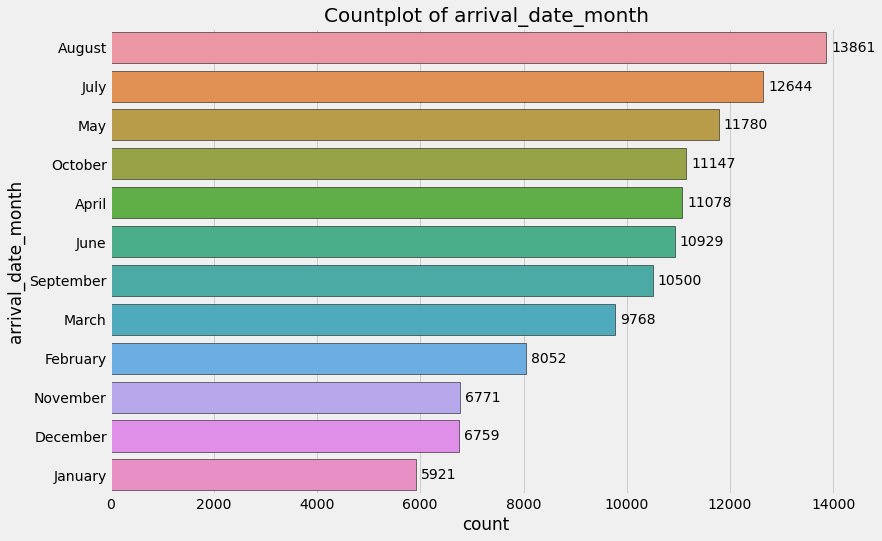 Countplot of arrival_date_month
arrival_date_month
August 13861
July 12644
May 11780
October 11147
April 11078
June 10929
September 10500
March 9768
February 8052
November 6771
December 6759
January 5921
0 2000 4000 6000 8000 10000 12000 14000
count